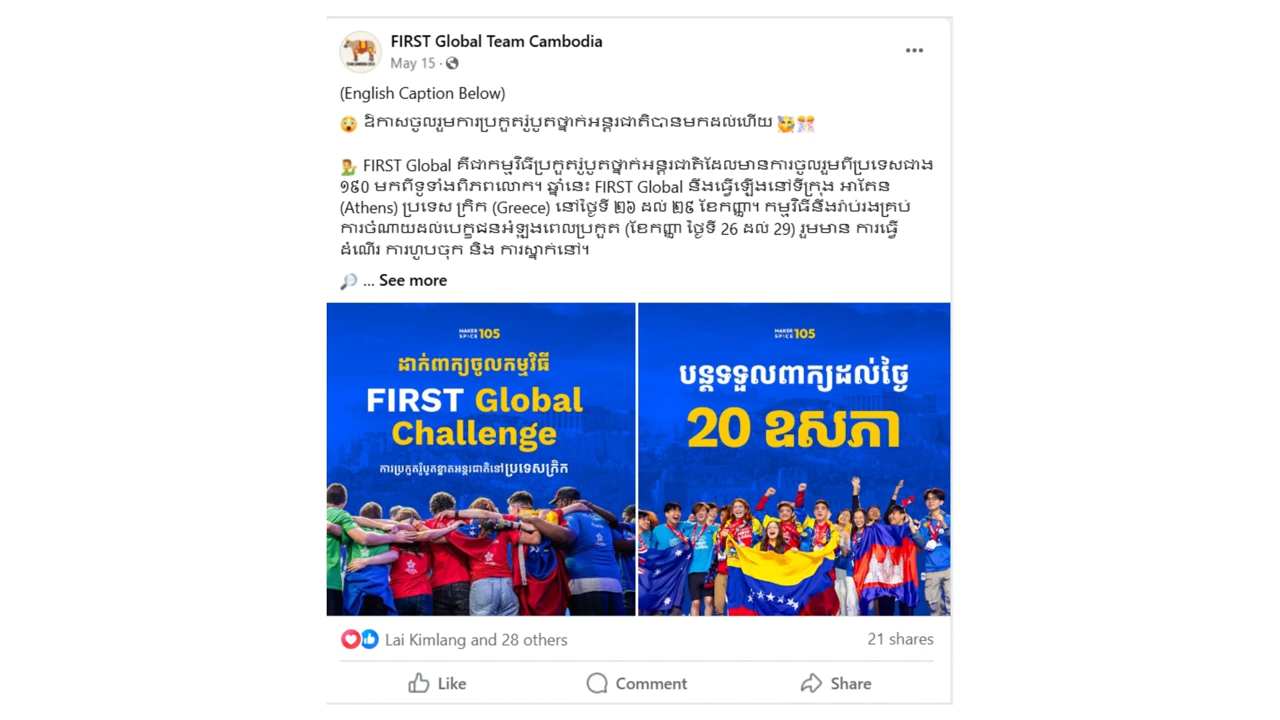 FIRST Global Team Cambodia
May 15 ·
(English Caption Below)
😲 ឱកាសចូលរួមការប្រកួតរ៉ូបូតថ្នាក់អន្តរជាតិបានមកដល់ហើយ 🥰🎊
💁‍♂️ FIRST Global គឺជាកម្មវិធីប្រកួតរ៉ូបូតថ្នាក់អន្តរជាតិដែលមានការចូលរួមពីប្រទេសជាង
១៩០ មកពីទូទាំងពិភពលោក។ ឆ្នាំនេះ FIRST Global នឹងធ្វើឡើងនៅទីក្រុង អាតែន
(Athens) ប្រទេស ក្រិក (Greece) នៅថ្ងៃទី ២៦ ដល់ ២៩ ខែកញ្ញា។ កម្មវិធីនឹងរ៉ាប់រងគ្រប់
ការចំណាយដល់បេក្ខជនអំឡុងពេលប្រកួត (ខែកញ្ញា ថ្ងៃទី 26 ដល់ 29) រួមមាន ការធ្វើ
ដំណើរ ការហូបចុក និង ការស្នាក់នៅ។
🔎 ... See more
MAKER
SPACE 105
ដាក់ពាក្យចូលកម្មវិធី
FIRST Global
Challenge
ការប្រកួតរ៉ូបូតខ្នាតអន្តរជាតិនៅប្រទេសក្រិក
MAKER
SPACE 105
បន្តទទួលពាក្យដល់ថ្ងៃ
20 ឧសភា
Lai Kimlang and 28 others
21 shares
Like
Comment
Share